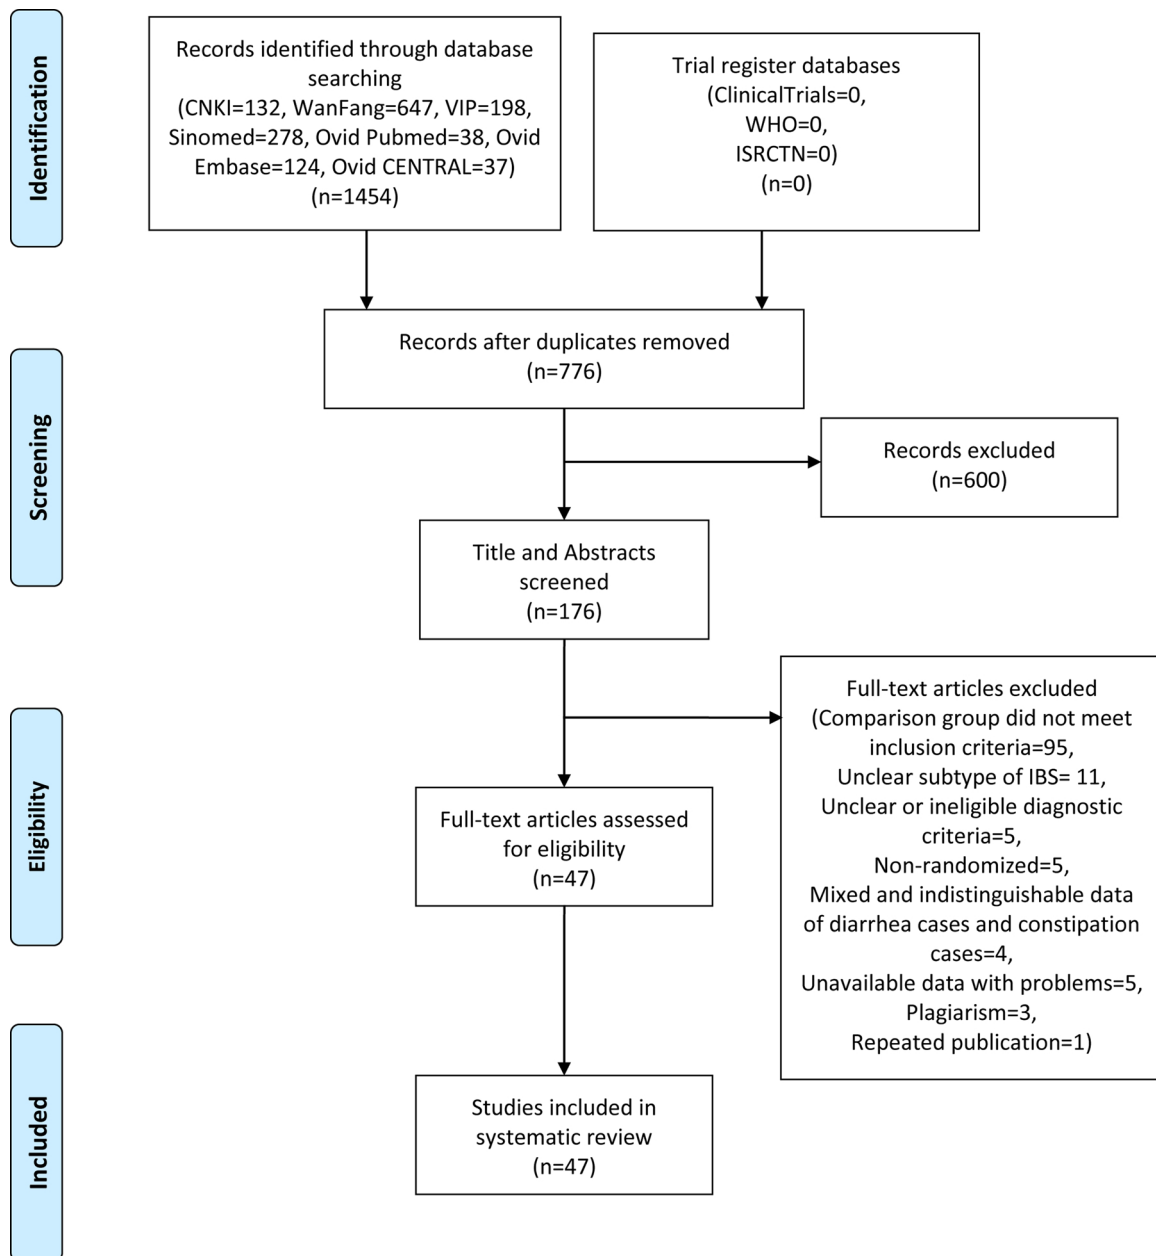 Identification
Records identified through database
searching
(CNKI=132, WanFang=647, VIP=198,
Sinomed=278, Ovid Pubmed=38, Ovid
Embase=124, Ovid CENTRAL=37)
(n=1454)
Trial register databases
(ClinicalTrials=0,
WHO=0,
ISRCTN=0)
(n=0)
Records after duplicates removed
(n=776)
Screening
Records excluded
(n=600)
Title and Abstracts
screened
(n=176)
Eligibility
Full-text articles assessed
for eligibility
(n=47)
Full-text articles excluded
(Comparison group did not meet
inclusion criteria=95,
Unclear subtype of IBS= 11,
Unclear or ineligible diagnostic
criteria=5,
Non-randomized=5,
Mixed and indistinguishable data
of diarrhea cases and constipation
cases=4,
Unavailable data with problems=5,
Plagiarism=3,
Repeated publication=1)
Included
Studies included in
systematic review
(n=47)